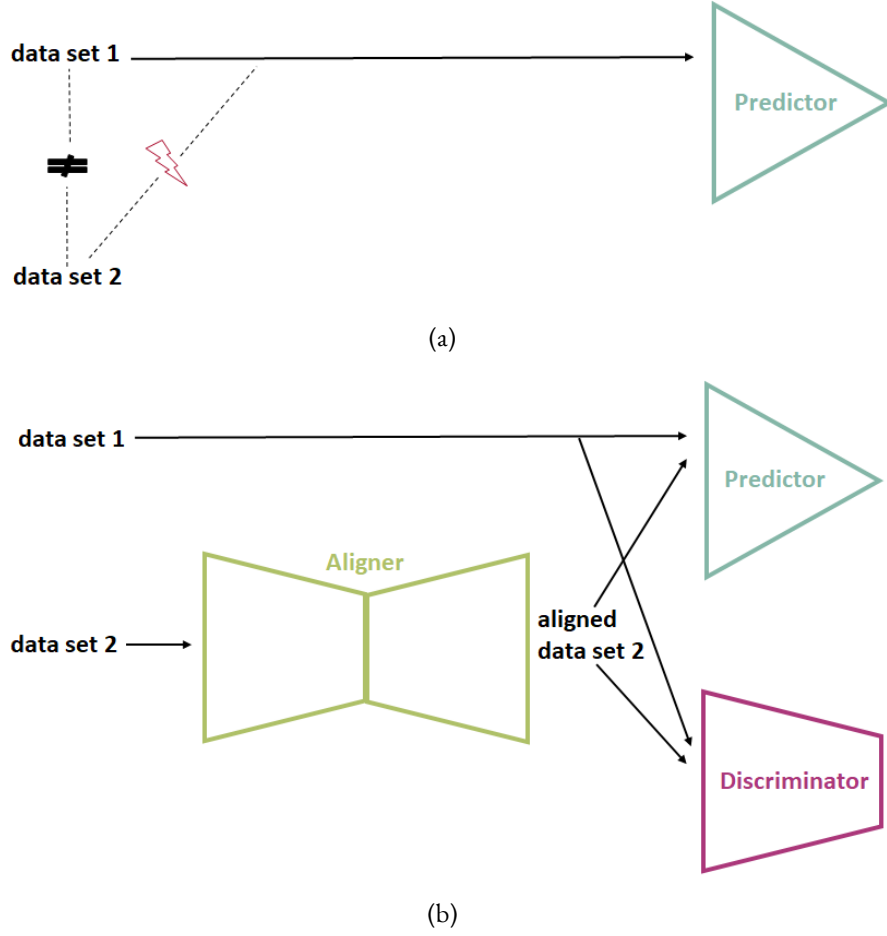 data set 1
Predictor
≠
data set 2
(a)
data set 1
Predictor
Aligner
data set 2
aligned
data set 2
Discriminator
(b)